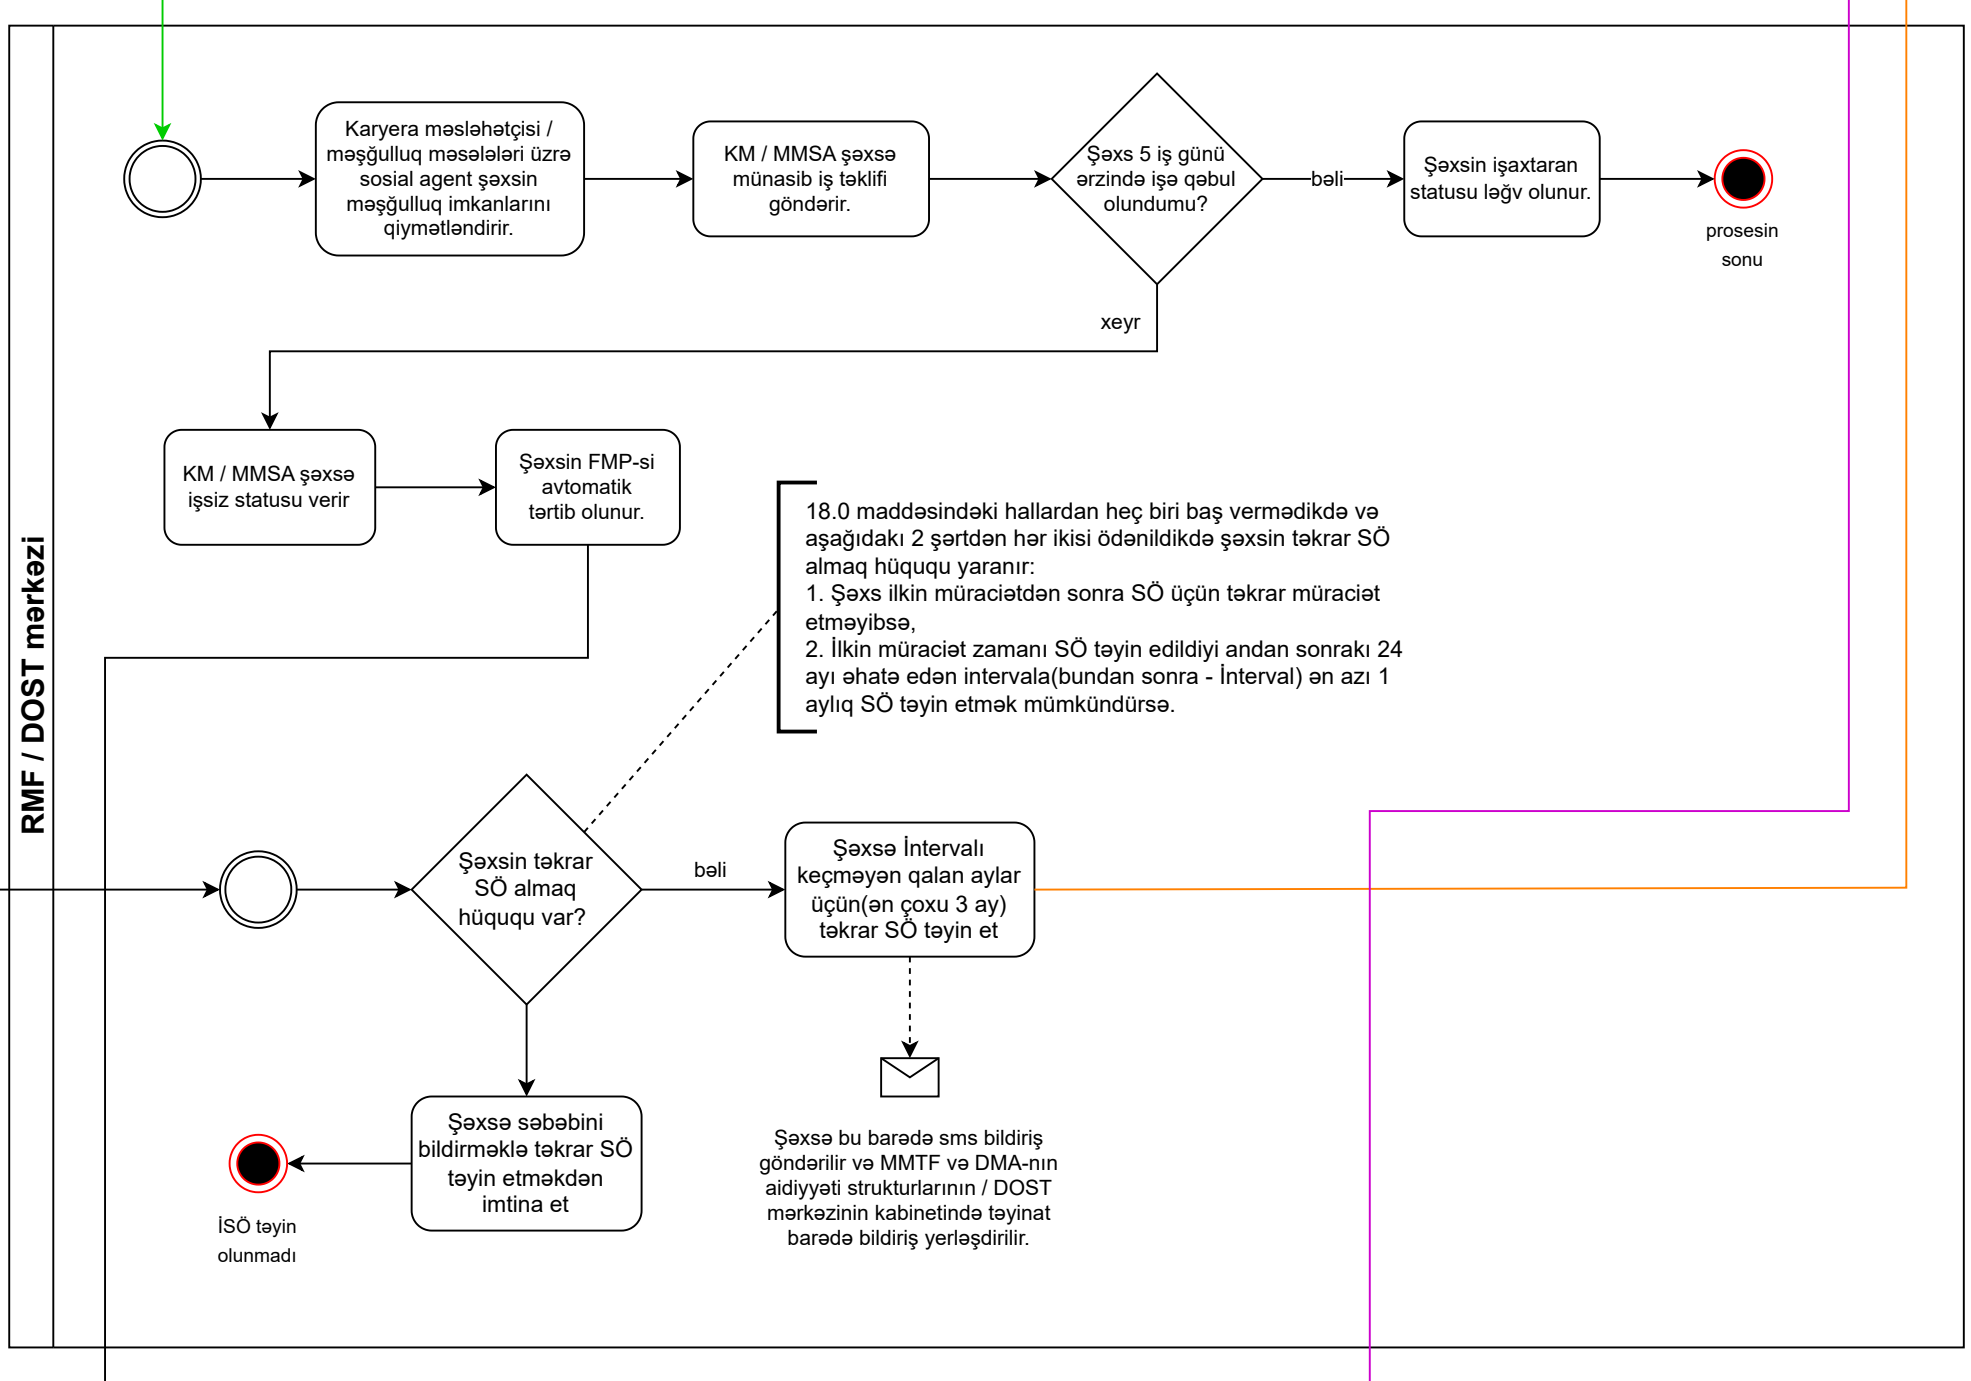 RMF / DOST mərkəzi
Karyera məsləhətçisi /
məşğulluq məsələləri üzrə
sosial agent şəxsin
məşğulluq imkanlarını
qiymətləndirir.
KM / MMSA şəxsə
münasib iş təklifi
göndərir.
Şəxs 5 iş günü
ərzində işə qəbul
olundumu?
bəli
Şəxsin işaxtaran
statusu ləğv olunur.
prosesin
sonu
xeyr
KM / MMSA şəxsə
işsiz statusu verir
Şəxsin FMP-si
avtomatik
tərtib olunur.
18.0 maddəsindəki hallardan heç biri baş vermədikdə və
aşağıdakı 2 şərtdən hər ikisi ödənildikdə şəxsin təkrar SÖ
almaq hüququ yaranır:
1. Şəxs ilkin müraciətdən sonra SÖ üçün təkrar müraciət
etməyibsə,
2. İlkin müraciət zamanı SÖ təyin edildiyi andan sonrakı 24
ayı əhatə edən intervala(bundan sonra - İnterval) ən azı 1
aylıq SÖ təyin etmək mümkündürsə.
Şəxsin təkrar
SÖ almaq
hüququ var?
bəli
Şəxsə İntervalı
keçməyən qalan aylar
üçün(ən çoxu 3 ay)
təkrar SÖ təyin et
Şəxsə səbəbini
bildirməklə təkrar SÖ
təyin etməkdən
imtina et
İSÖ təyin
olunmadı
Şəxsə bu barədə sms bildiriş
göndərilir və MMTF və DMA-nın
aidiyyəti strukturlarının / DOST
mərkəzinin kabinetində təyinat
barədə bildiriş yerləşdirilir.